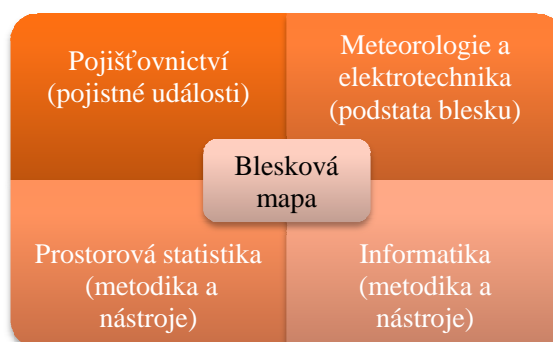 Pojišťovnictví
(pojistné události)
Meteorologie a
elektrotechnika
(podstata blesku)
Blesková
mapa
Prostorová statistika
(metodika a
nástroje)
Informatika
(metodika a
nástroje)